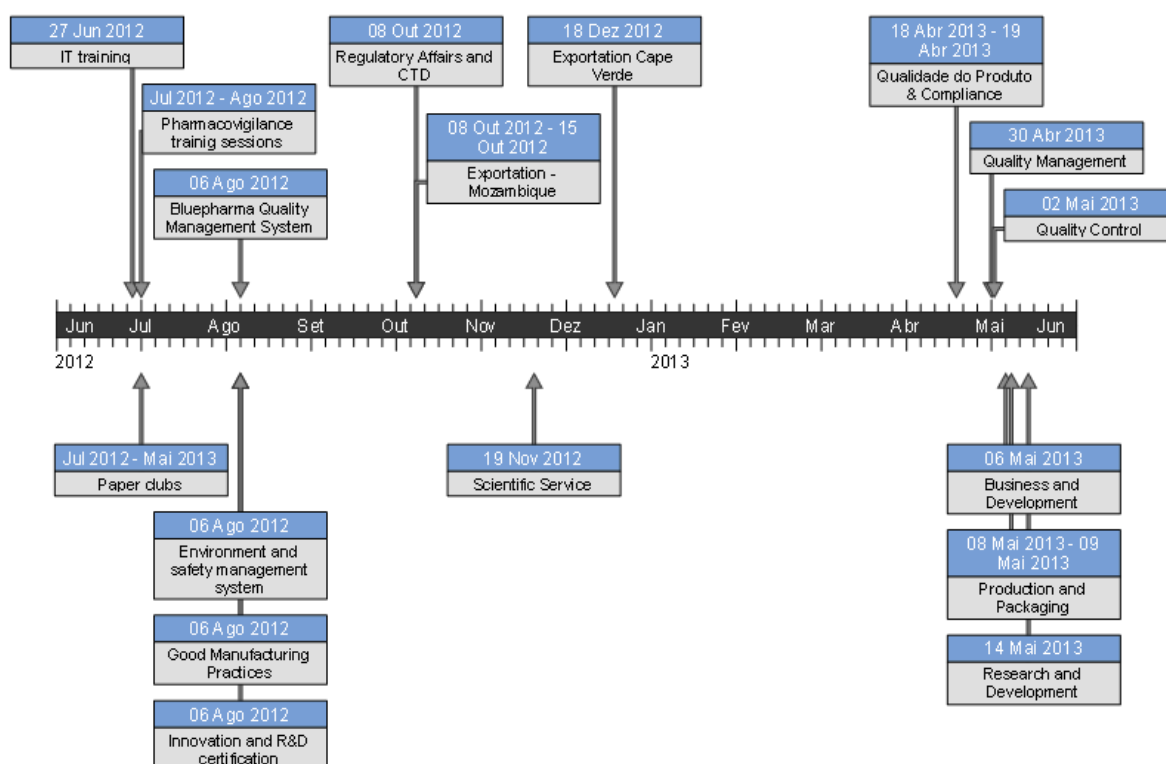 27 Jun 2012
IT training
Jul 2012 - Ago 2012
Pharmacovigilance
trainig sessions
06 Ago 2012
Bluepharma Quality
Management System
08 Out 2012
Regulatory Affairs and
CTD
08 Out 2012 - 15
Out 2012
Exportation -
Mozambique
18 Dez 2012
Exportation Cape
Verde
18 Abr 2013 - 19
Abr 2013
Qualidade do Produto
& Compliance
30 Abr 2013
Quality Management
02 Mai 2013
Quality Control
Jun Jul Ago Set Out Nov Dez Jan Fev Mar Abr Mai Jun
2012 2013
Jul 2012 - Mai 2013
Paper clubs
06 Ago 2012
Environment and
safety management
system
06 Ago 2012
Good Manufacturing
Practices
06 Ago 2012
Innovation and R&D
certification
19 Nov 2012
Scientific Service
06 Mai 2013
Business and
Development
08 Mai 2013 - 09
Mai 2013
Production and
Packaging
14 Mai 2013
Research and
Development